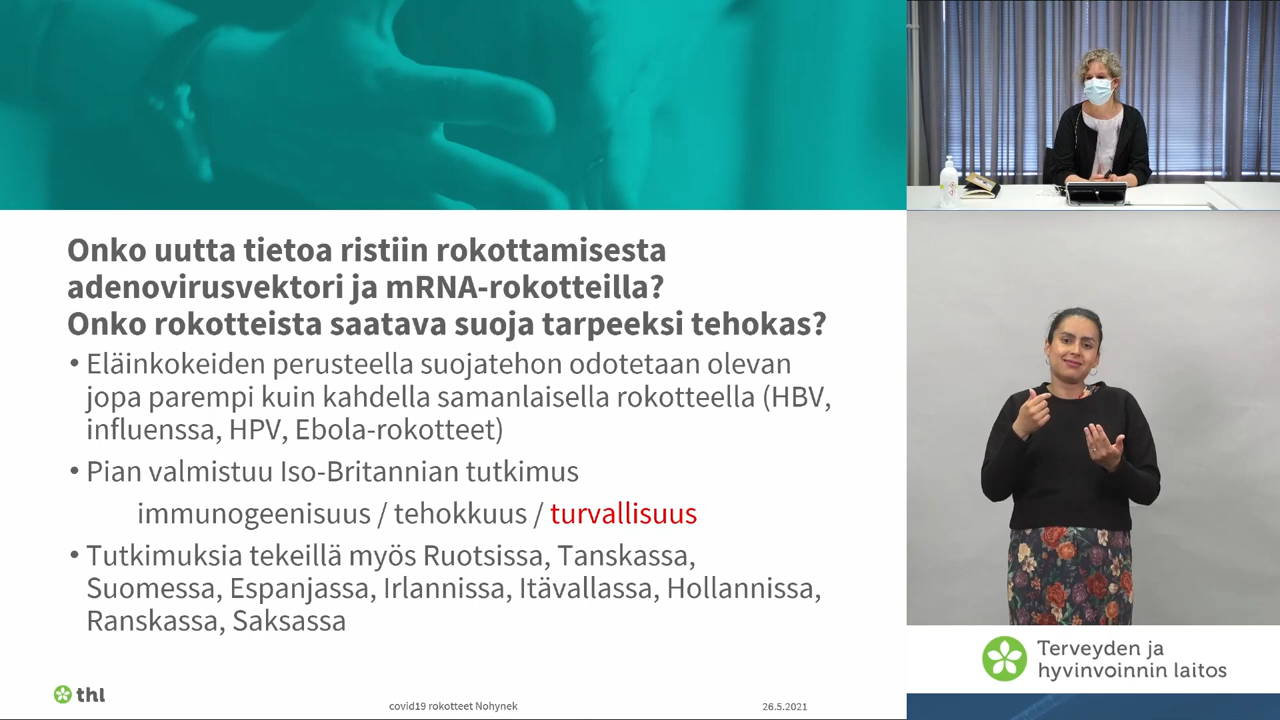 Onko uutta tietoa ristiin rokottamisesta
adenovirusvektori ja mRNA-rokotteilla?
Onko rokotteista saatava suoja tarpeeksi tehokas?
• Eläinkokeiden perusteella suojatehon odotetaan olevan
jopa parempi kuin kahdella samanlaisella rokotteella (HBV,
influenssa, HPV, Ebola-rokotteet)
• Pian valmistuu Iso-Britannian tutkimus
immunogeenisuus / tehokkuus / turvallisuus
• Tutkimuksia tekeillä myös Ruotsissa, Tanskassa,
Suomessa, Espanjassa, Irlannissa, Itävallassa, Hollannissa,
Ranskassa, Saksassa
thl
covid19 rokotteet Nohynek
26.5.2021
Terveyden ja
hyvinvoinnin laitos